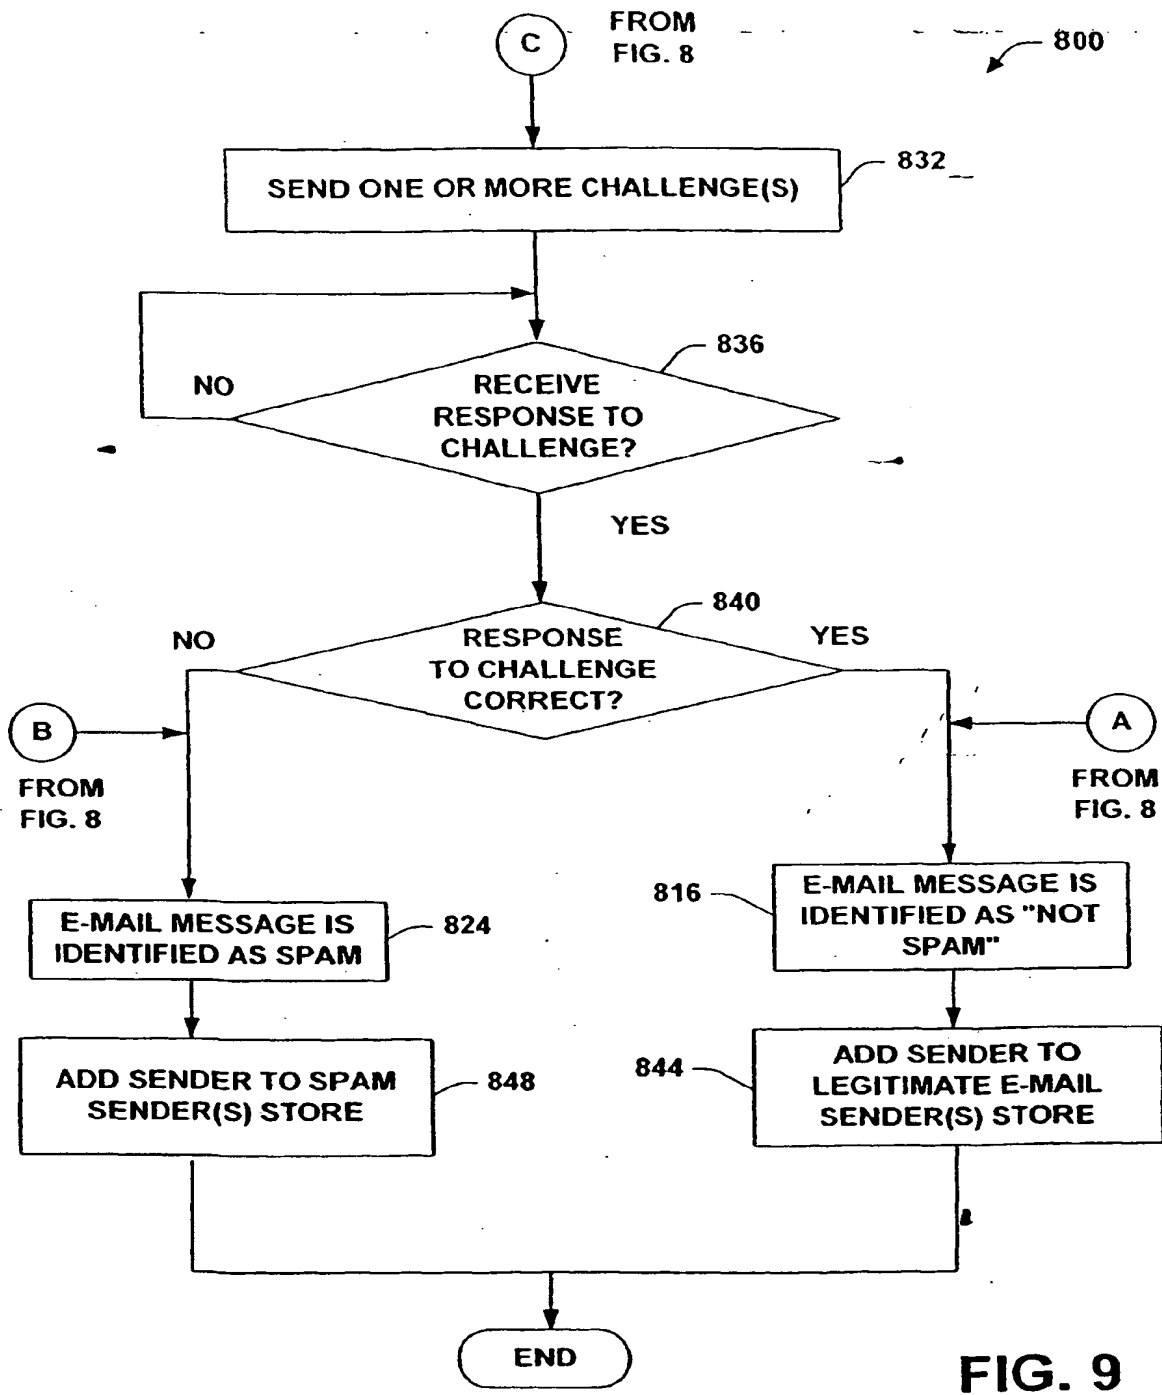 C
FROM
FIG. 8
800
SEND ONE OR MORE CHALLENGE(S)
832
836
NO
RECEIVE
RESPONSE TO
CHALLENGE?
YES
840
NO
RESPONSE
TO CHALLENGE
CORRECT?
YES
B
FROM
FIG. 8
A
FROM
FIG. 8
E-MAIL MESSAGE IS
IDENTIFIED AS SPAM
824
816
E-MAIL MESSAGE IS
IDENTIFIED AS "NOT
SPAM"
ADD SENDER TO SPAM
SENDER(S) STORE
848
844
ADD SENDER TO
LEGITIMATE E-MAIL
SENDER(S) STORE
END
FIG. 9